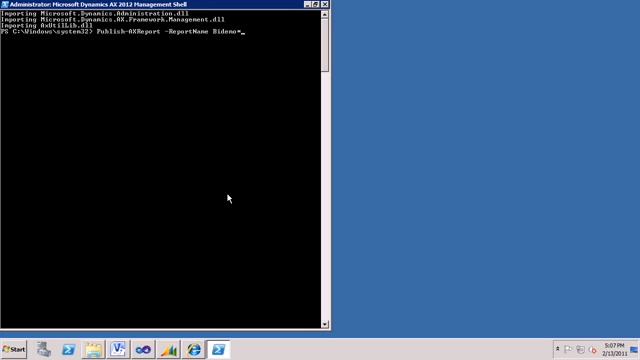 Administrator: Microsoft Dynamics AX 2012 Management Shell
Importing Microsoft.Dynamics.Administration.dll
Importing Microsoft.Dynamics.AX.Framework.Management.dll
Importing AxUtilLib.dll
PS C:\Windows\system32> Publish-AXReport -ReportName Bidemo*_
Start
5:07 PM
2/13/2011